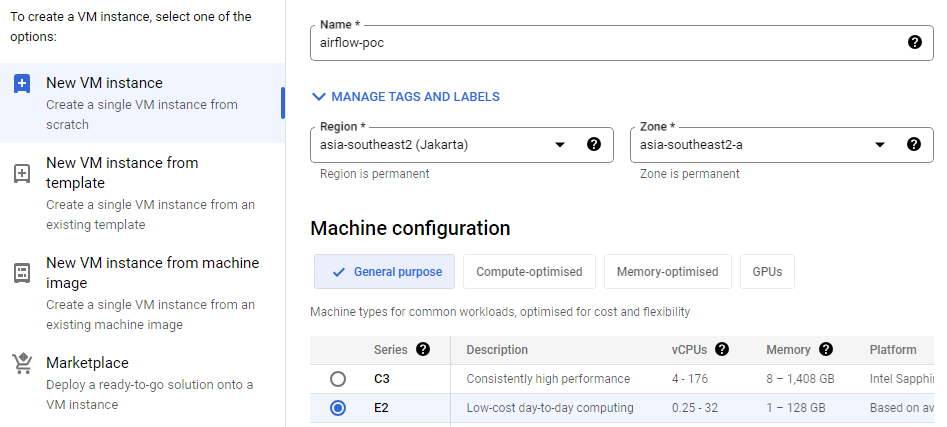 To create a VM instance, select one of the
options:
New VM instance
Create a single VM instance from
scratch
New VM instance from
template
Create a single VM instance from an
existing template
New VM instance from machine
image
Create a single VM instance from an
existing machine image
Marketplace
Deploy a ready-to-go solution onto a
VM instance
Name *
airflow-poc
MANAGE TAGS AND LABELS
Region *
asia-southeast2 (Jakarta)
Region is permanent
Zone *
asia-southeast2-a
Zone is permanent
Machine configuration
General purpose
Compute-optimised
Memory-optimised
GPUs
Machine types for common workloads, optimised for cost and flexibility
Series Description vCPUs Memory Platform
C3 Consistently high performance 4 - 176 8 – 1,408 GB Intel Sapphi
E2 Low-cost day-to-day computing 0.25 - 32 1 – 128 GB Based on av